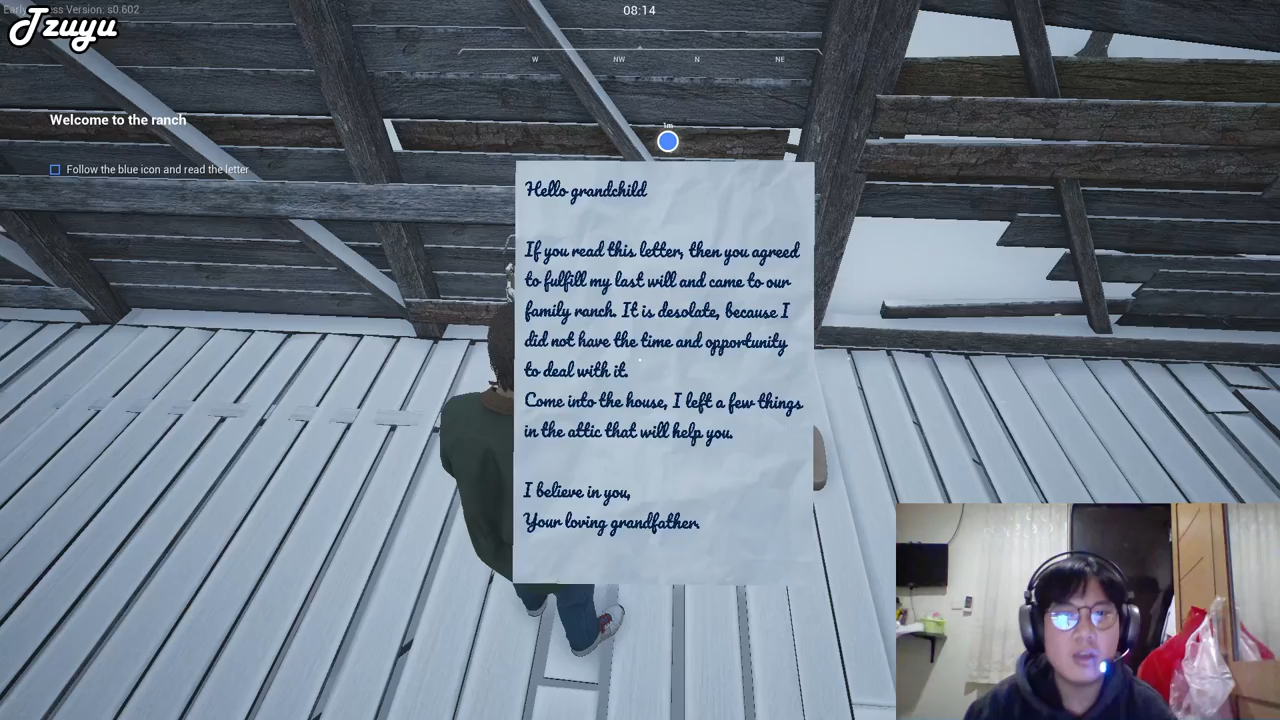 Early Access Version: s0.602
Tzuyu
08:14
W NW N NE
Welcome to the ranch
1m
Follow the blue icon and read the letter
Hello grandchild
If you read this letter, then you agreed
to fulfill my last will and came to our
family ranch. It is desolate, because I
did not have the time and opportunity
to deal with it.
Come into the house, I left a few things
in the attic that will help you.
I believe in you,
Your loving grandfather.